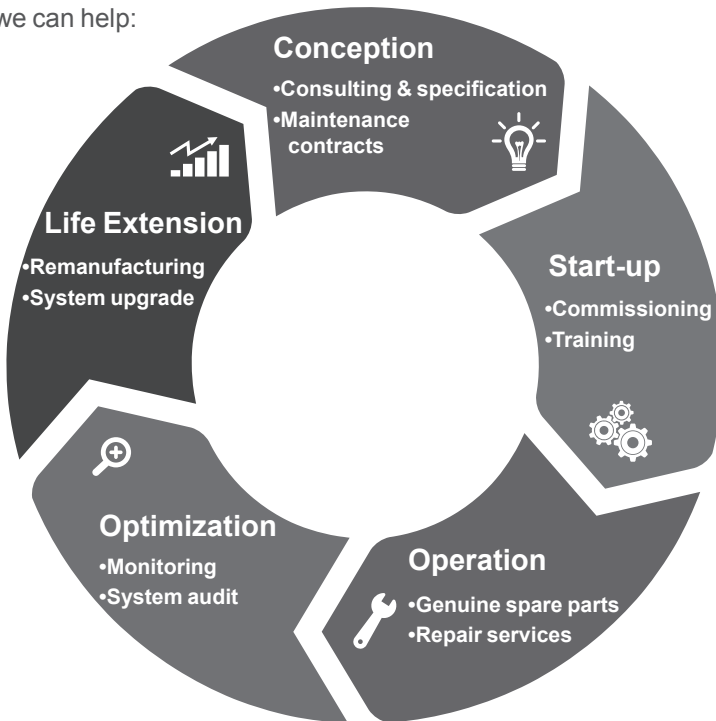 we can help:
Conception
•Consulting & specification
•Maintenance
contracts
Start-up
•Commissioning
•Training
Operation
•Genuine spare parts
•Repair services
Optimization
•Monitoring
•System audit
Life Extension
•Remanufacturing
•System upgrade